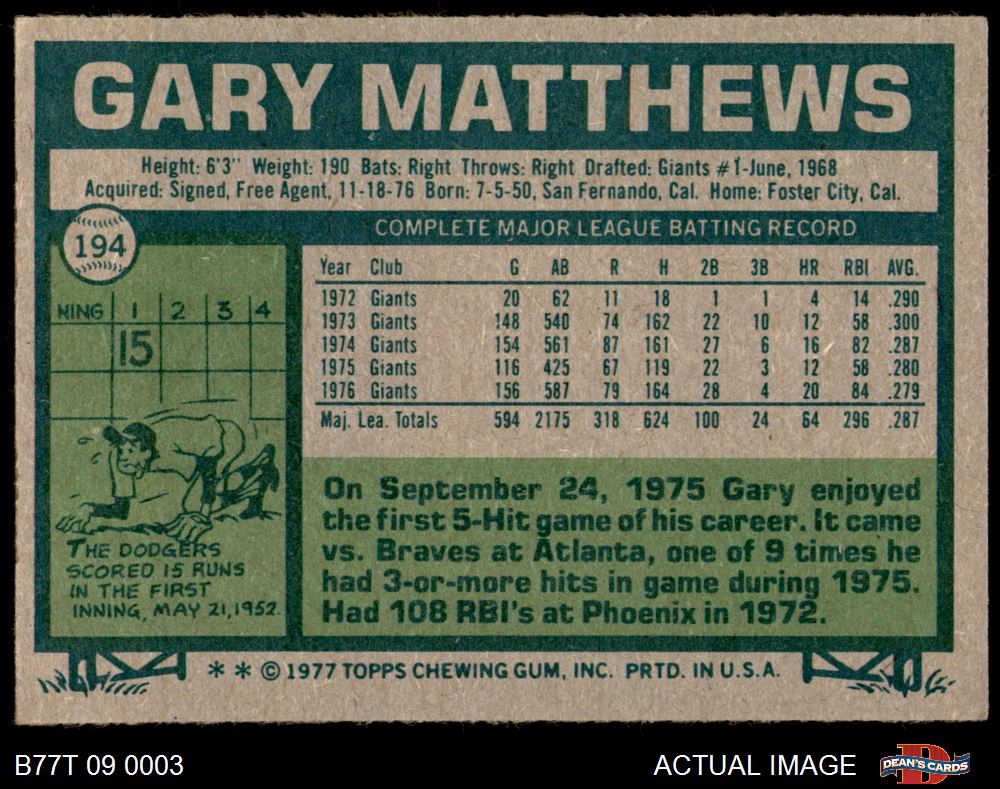 GARY MATTHEWS
Height: 6'3" Weight: 190 Bats: Right Throws: Right Drafted: Giants #1-June, 1968
Acquired: Signed, Free Agent, 11-18-76 Born: 7-5-50, San Fernando, Cal. Home: Foster City, Cal.
194
COMPLETE MAJOR LEAGUE BATTING RECORD
Year Club G AB R H 2B 3B HR RBI AVG.
1972 Giants 20 62 11 18 1 1 4 14 .290
1973 Giants 148 540 74 162 22 10 12 58 .300
1974 Giants 154 561 87 161 27 6 16 82 .287
1975 Giants 116 425 67 119 22 3 12 58 .280
1976 Giants 156 587 79 164 28 4 20 84 .279
Maj. Lea. Totals 594 2175 318 624 100 24 64 296 .287
NING 1 2 3 4
15
THE DODGERS
SCORED 15 RUNS
IN THE FIRST
INNING, MAY 21, 1952.
On September 24, 1975 Gary enjoyed
the first 5-Hit game of his career. It came
vs. Braves at Atlanta, one of 9 times he
had 3-or-more hits in game during 1975.
Had 108 RBI's at Phoenix in 1972.
** © 1977 TOPPS CHEWING GUM, INC. PRTD. IN U.S.A.
B77T 09 0003
ACTUAL IMAGE
DEAN'S CARDS